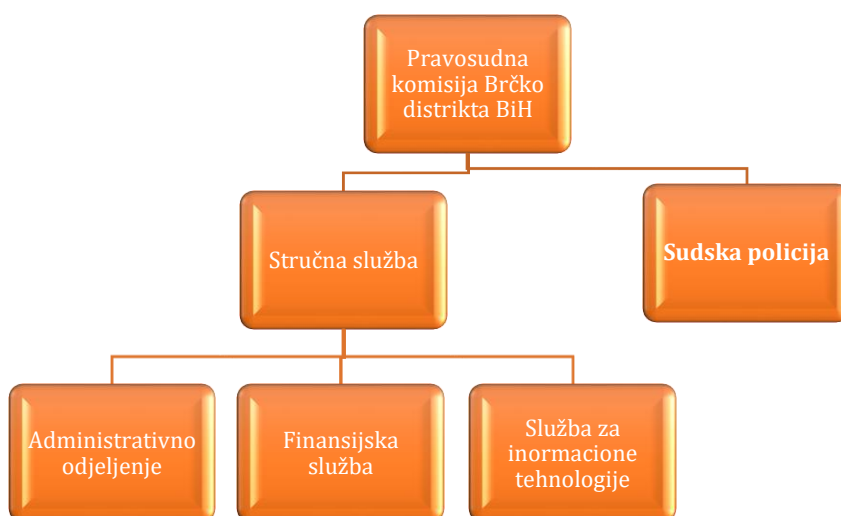 Pravosudna
komisija Brčko
distrikta BiH
Stručna služba
Sudska policija
Administrativno
odjeljenje
Finansijska
služba
Služba za
inormacione
tehnologije